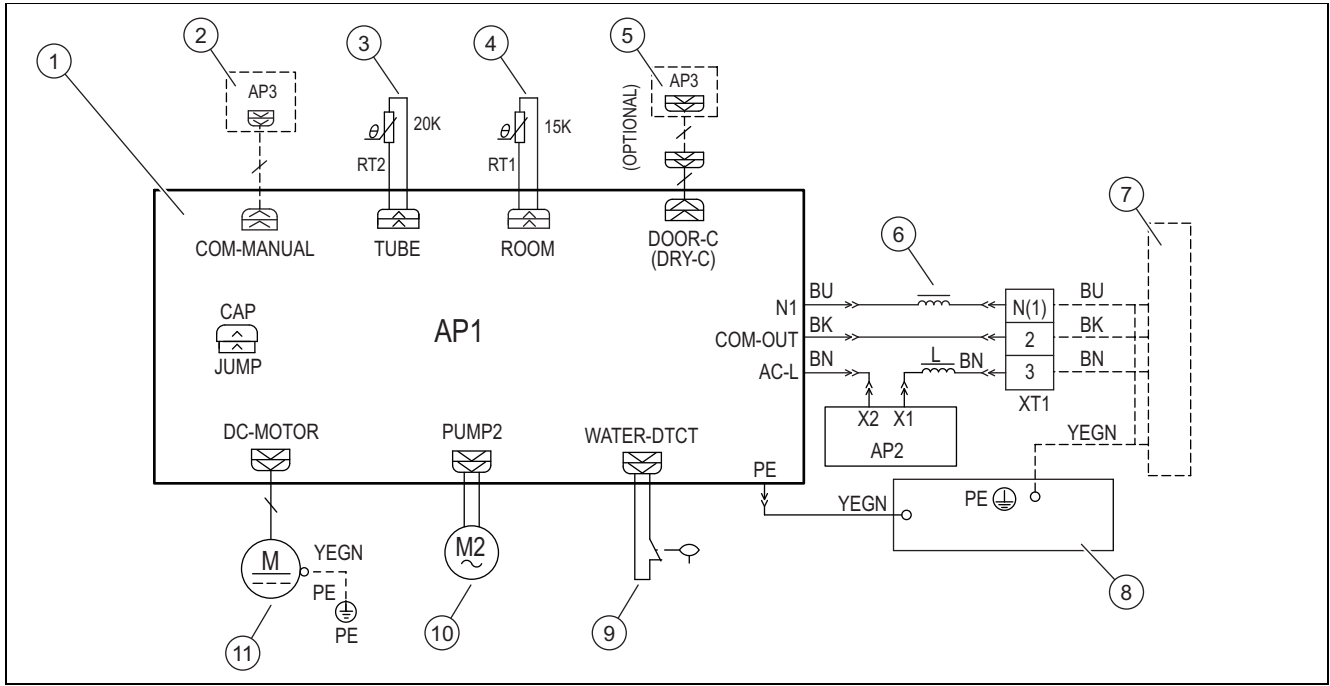 1
2
3
4
5
6
7
8
9
10
11
AP3
θ
20K
RT2
θ
15K
RT1
AP3
(OPTIONAL)
COM-MANUAL
TUBE
ROOM
DOOR-C
(DRY-C)
CAP
JUMP
AP1
N1
BU
N(1)
BU
COM-OUT
BK
2
BK
AC-L
BN
L
BN
3
BN
XT1
X2
X1
AP2
YEGN
DC-MOTOR
PUMP2
WATER-DTCT
PE
YEGN
PE
M
YEGN
PE
PE
M2